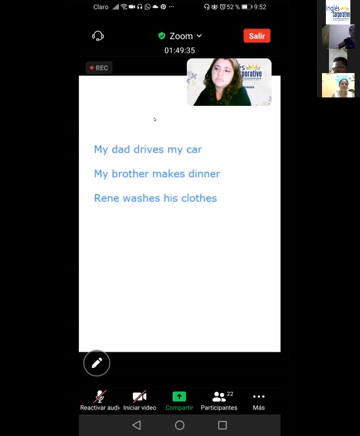 Claro 52 % 9:52
Zoom
Salir
01:49:35
REC
My dad drives my car
My brother makes dinner
Rene washes his clothes
22
Reactivar audi
Iniciar video
Compartir
Participantes
Más